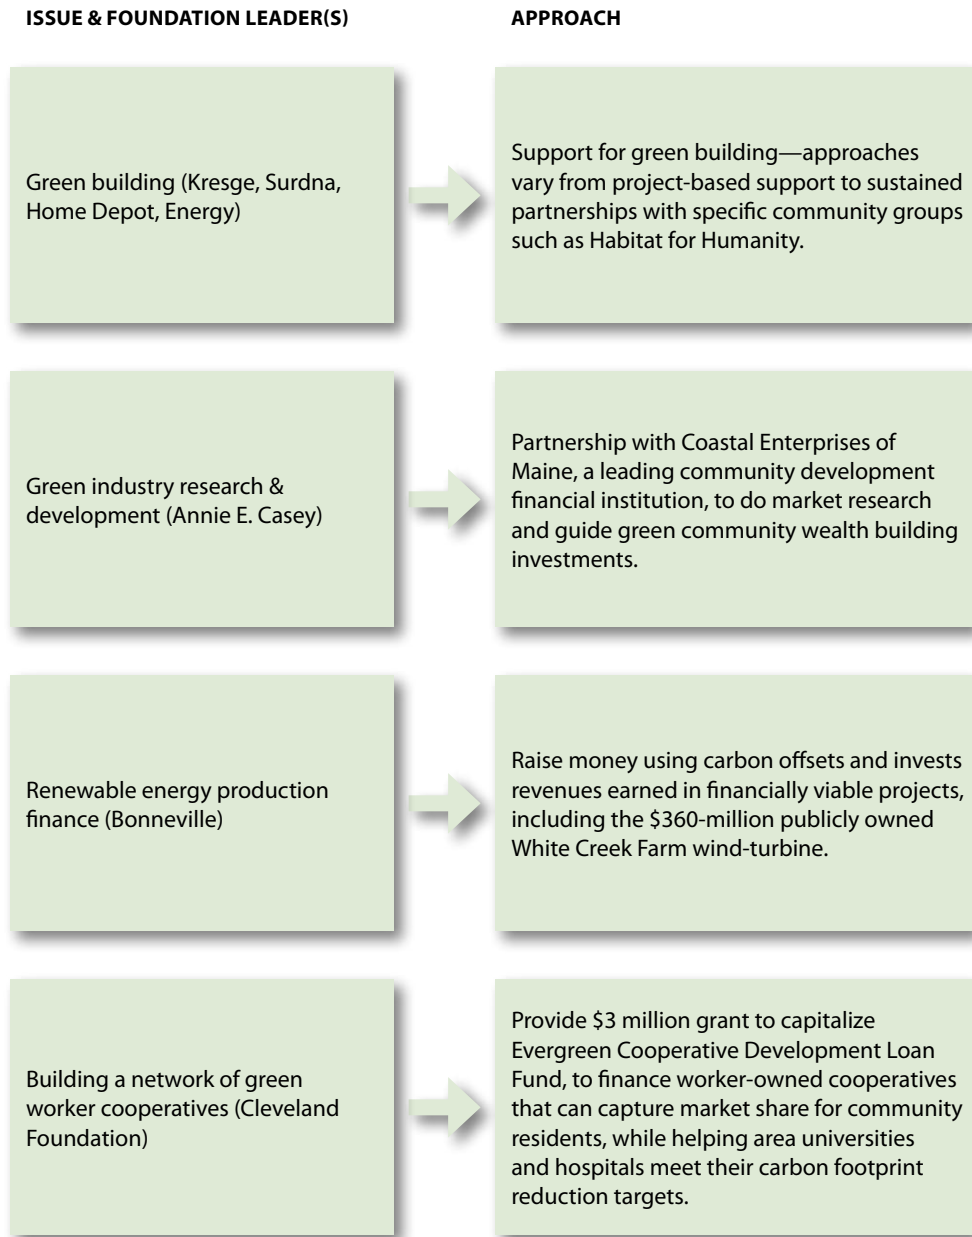 ISSUE & FOUNDATION LEADER(S)
APPROACH
Green building (Kresge, Surdna,
Home Depot, Energy)
Support for green building—approaches
vary from project-based support to sustained
partnerships with specific community groups
such as Habitat for Humanity.
Green industry research &
development (Annie E. Casey)
Partnership with Coastal Enterprises of
Maine, a leading community development
financial institution, to do market research
and guide green community wealth building
investments.
Renewable energy production
finance (Bonneville)
Raise money using carbon offsets and invests
revenues earned in financially viable projects,
including the $360-million publicly owned
White Creek Farm wind-turbine.
Building a network of green
worker cooperatives (Cleveland
Foundation)
Provide $3 million grant to capitalize
Evergreen Cooperative Development Loan
Fund, to finance worker-owned cooperatives
that can capture market share for community
residents, while helping area universities
and hospitals meet their carbon footprint
reduction targets.